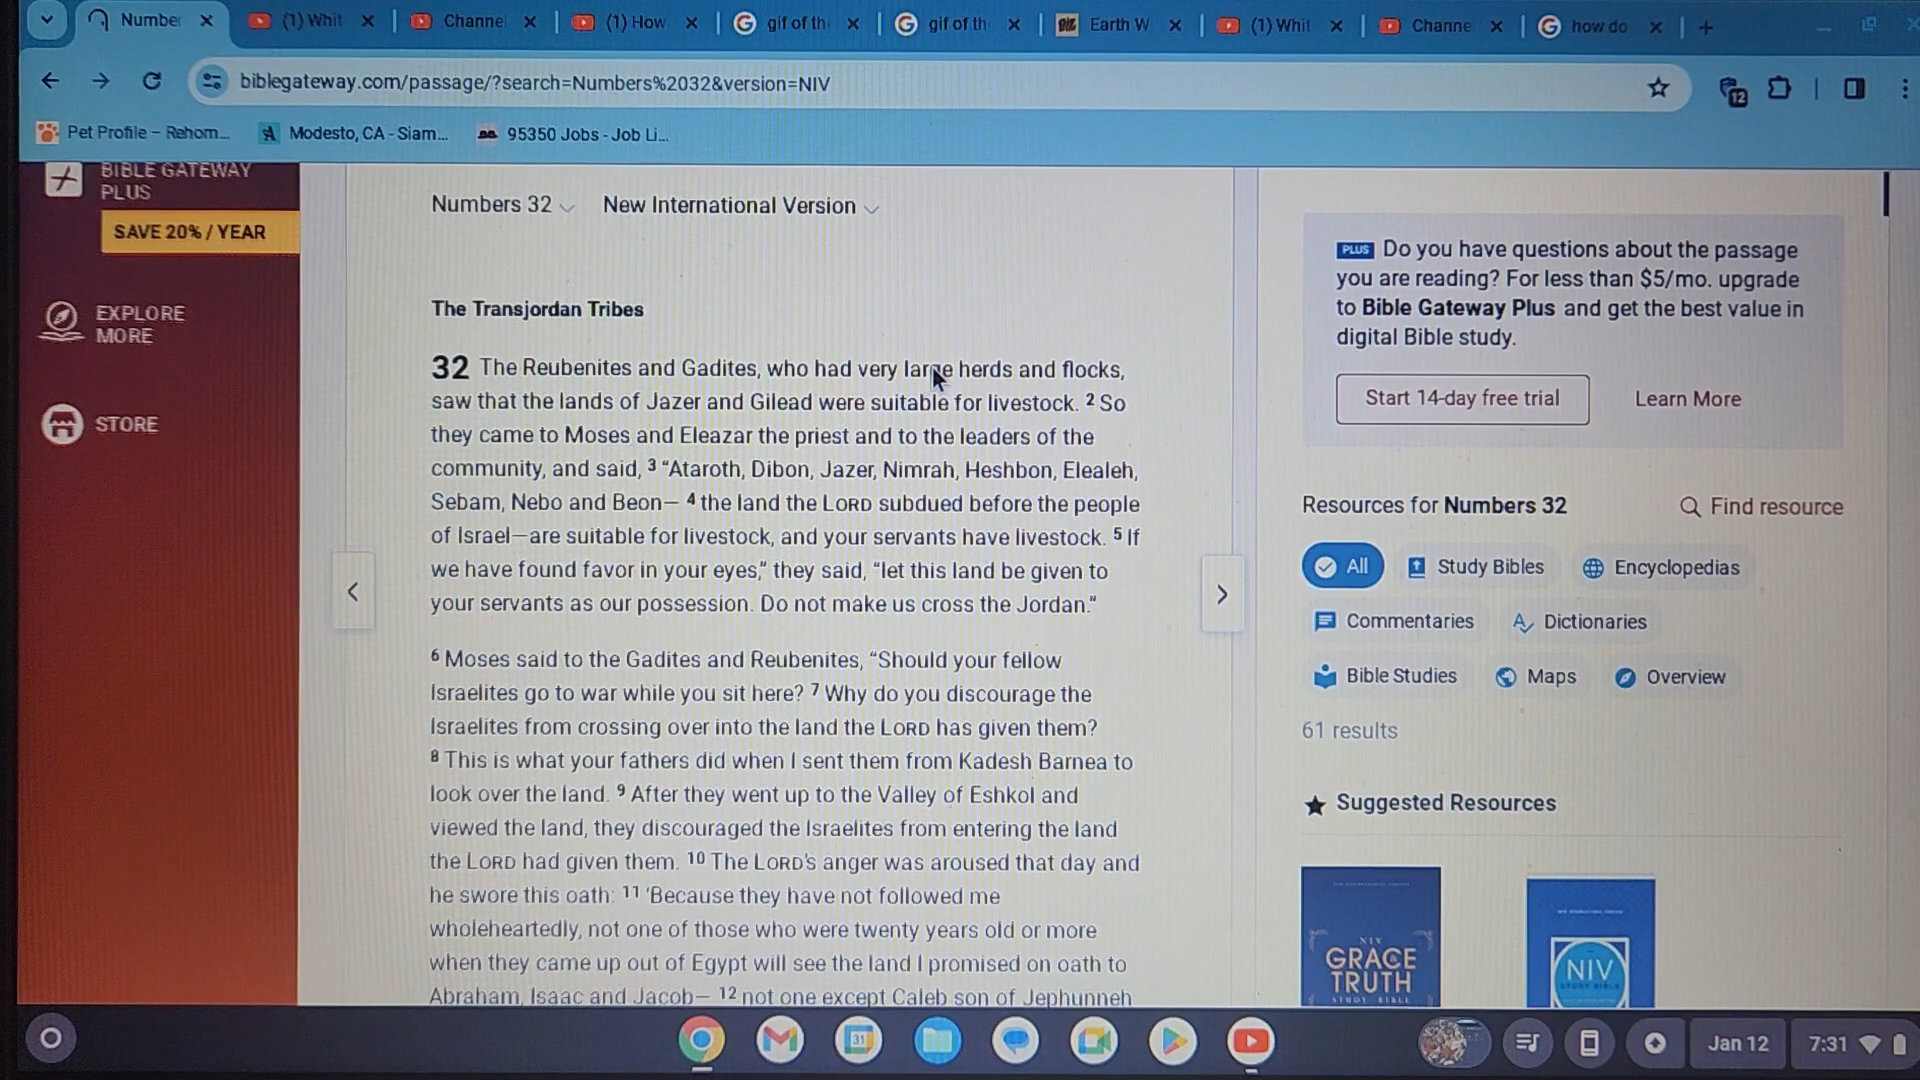 Number
(1) Whit
Channe
(1) How
gif of th
gif of th
Earth W
(1) Whit
Channe
how do
biblegateway.com/passage/?search=Numbers%2032&version=NIV
12
Pet Profile – Rehom...
Modesto, CA - Siam...
95350 Jobs - Job Li...
BIBLE GATEWAY
PLUS
SAVE 20% / YEAR
EXPLORE
MORE
STORE
Numbers 32
New International Version
The Transjordan Tribes
32 The Reubenites and Gadites, who had very large herds and flocks,
saw that the lands of Jazer and Gilead were suitable for livestock. 2 So
they came to Moses and Eleazar the priest and to the leaders of the
community, and said, 3 “Ataroth, Dibon, Jazer, Nimrah, Heshbon, Elealeh,
Sebam, Nebo and Beon— 4 the land the LORD subdued before the people
of Israel—are suitable for livestock, and your servants have livestock. 5 If
we have found favor in your eyes,” they said, “let this land be given to
your servants as our possession. Do not make us cross the Jordan.”
6 Moses said to the Gadites and Reubenites, “Should your fellow
Israelites go to war while you sit here? 7 Why do you discourage the
Israelites from crossing over into the land the LORD has given them?
8 This is what your fathers did when I sent them from Kadesh Barnea to
look over the land. 9 After they went up to the Valley of Eshkol and
viewed the land, they discouraged the Israelites from entering the land
the LORD had given them. 10 The LORD’s anger was aroused that day and
he swore this oath: 11 ‘Because they have not followed me
wholeheartedly, not one of those who were twenty years old or more
when they came up out of Egypt will see the land I promised on oath to
Abraham, Isaac and Jacob— 12 not one except Caleb son of Jephunneh
PLUS Do you have questions about the passage
you are reading? For less than $5/mo. upgrade
to Bible Gateway Plus and get the best value in
digital Bible study.
Start 14-day free trial
Learn More
Resources for Numbers 32
Find resource
All
Study Bibles
Encyclopedias
Commentaries
Dictionaries
Bible Studies
Maps
Overview
61 results
Suggested Resources
NIV
GRACE
TRUTH
STUDY BIBLE
NIV
STUDY BIBLE
31
Jan 12
7:31